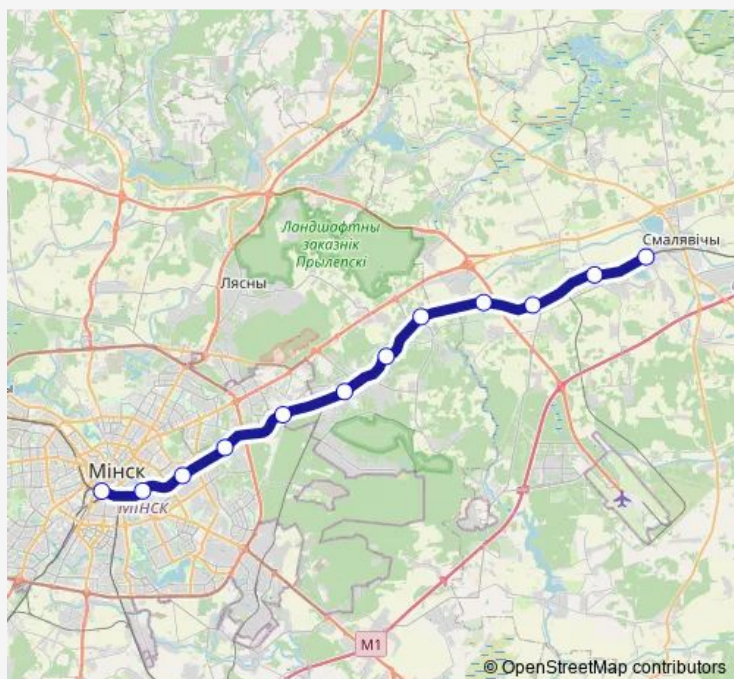 Ландшафтны
заказнік
Прылепскі
Смалявічы
Лясны
Мінск
МІНСК
M1
© OpenStreetMap contributors